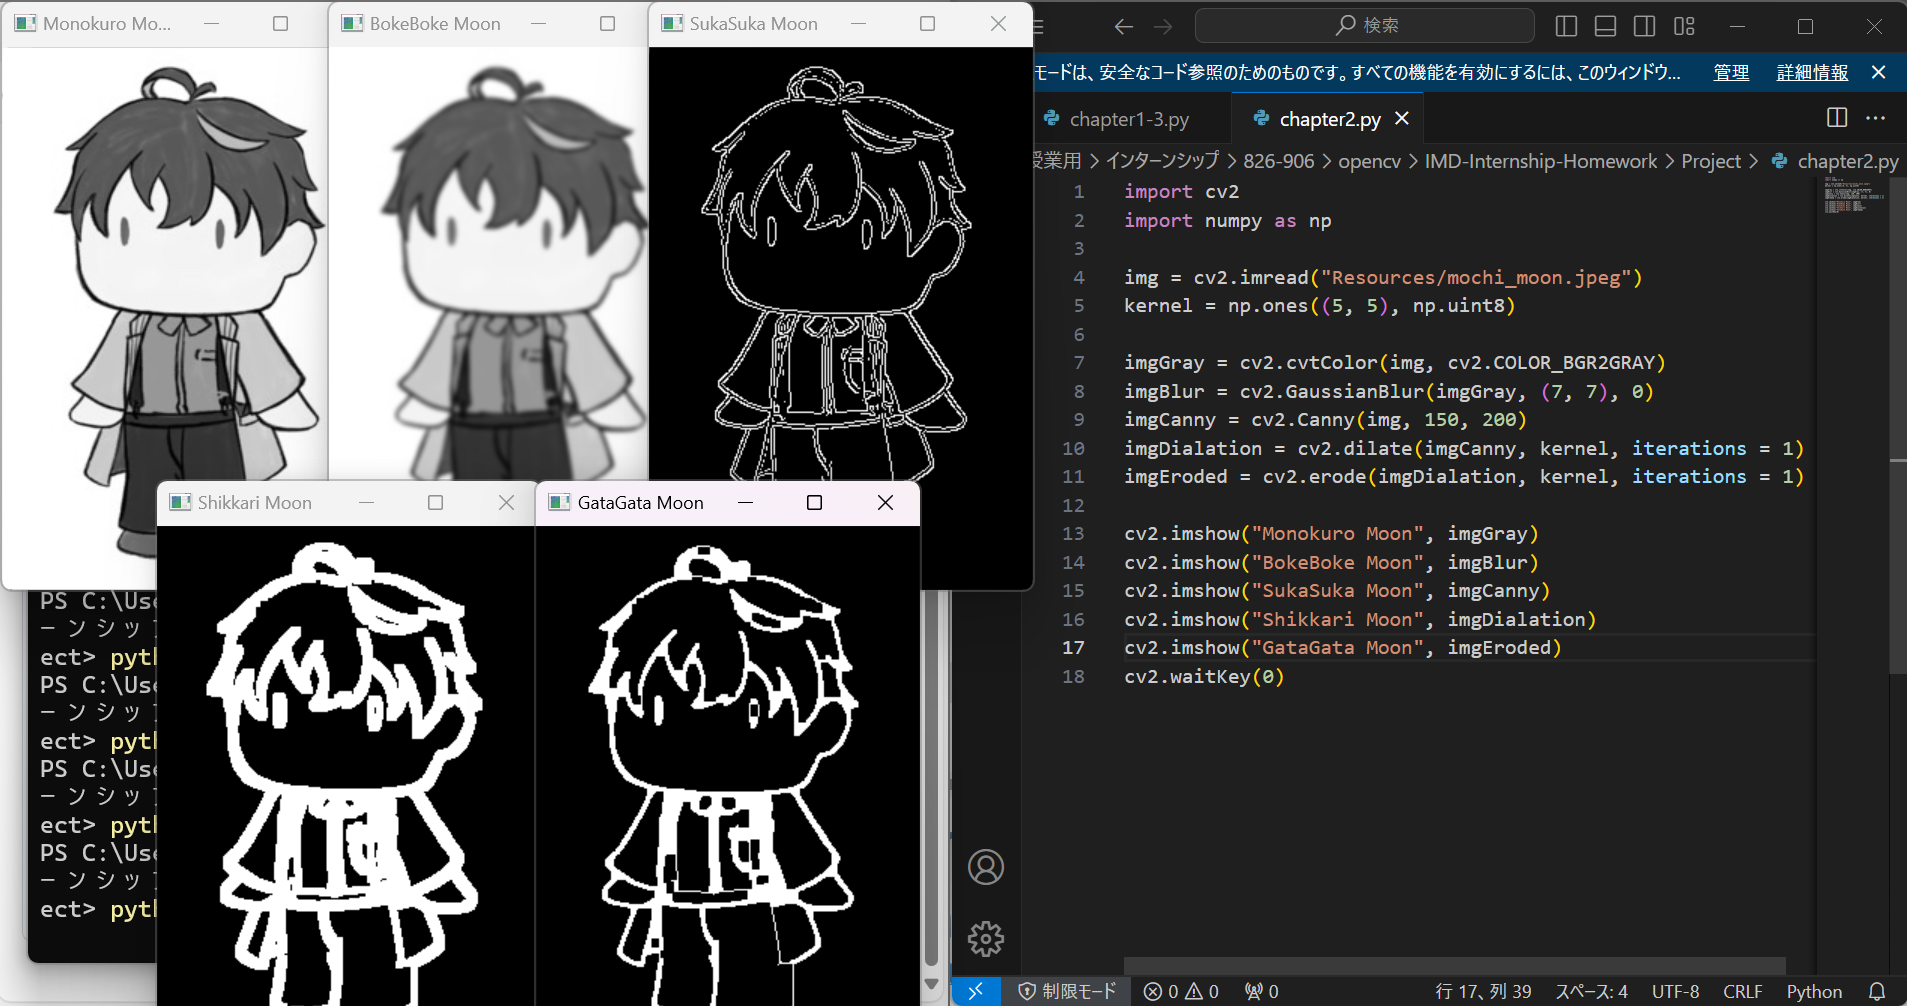 Monokuro Mo...
BokeBoke Moon
SukaSuka Moon
検索
モードは、安全なコード参照のためのものです。すべての機能を有効にするには、このウィンドウ... 管理 詳細情報
chapter1-3.py
chapter2.py
授業用 > インターンシップ > 826-906 > opencv > IMD-Internship-Homework > Project > chapter2.py
1 import cv2
2 import numpy as np
3
4 img = cv2.imread("Resources/mochi_moon.jpeg")
5 kernel = np.ones((5, 5), np.uint8)
6
7 imgGray = cv2.cvtColor(img, cv2.COLOR_BGR2GRAY)
8 imgBlur = cv2.GaussianBlur(imgGray, (7, 7), 0)
9 imgCanny = cv2.Canny(img, 150, 200)
10 imgDialation = cv2.dilate(imgCanny, kernel, iterations = 1)
11 imgEroded = cv2.erode(imgDialation, kernel, iterations = 1)
12
13 cv2.imshow("Monokuro Moon", imgGray)
14 cv2.imshow("BokeBoke Moon", imgBlur)
15 cv2.imshow("SukaSuka Moon", imgCanny)
16 cv2.imshow("Shikkari Moon", imgDialation)
17 cv2.imshow("GataGata Moon", imgEroded)
18 cv2.waitKey(0)
Shikkari Moon
GataGata Moon
PS C:\Use
ーンシッ
ect> pyt
PS C:\Use
ーンシッ
ect> pyt
PS C:\Use
ーンシッ
ect> pyt
PS C:\Use
ーンシッ
ect> pyt
制限モード 0 0 0 行 17、列 39 スペース: 4 UTF-8 CRLF Python